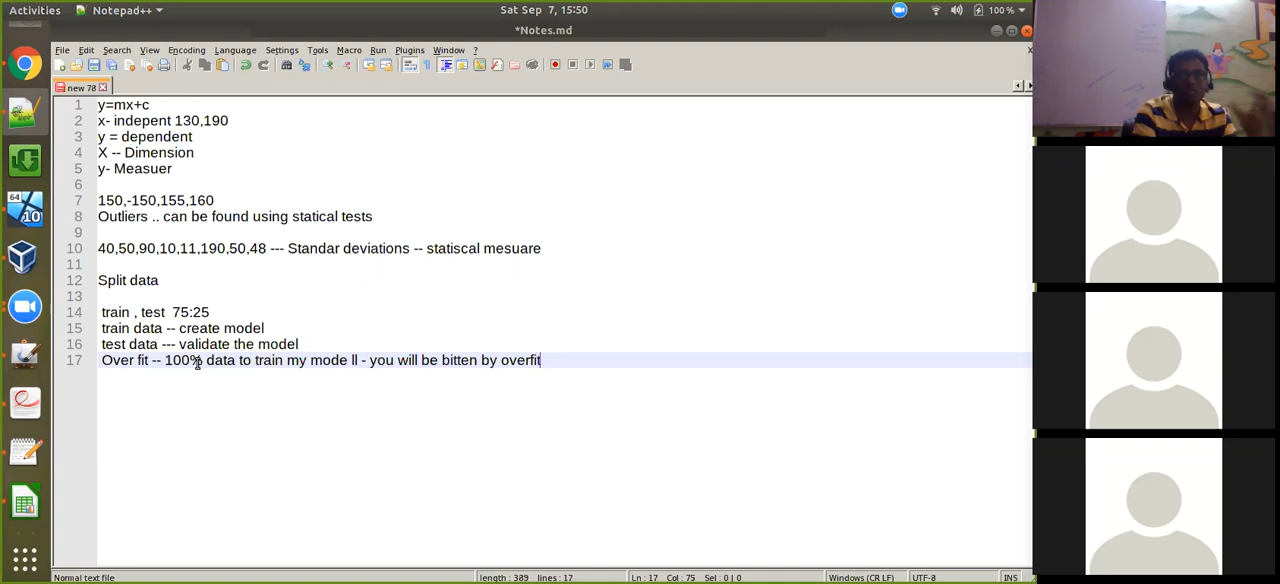 Activities Notepad++ Sat Sep 7, 15:50 100 %
*Notes.md
File Edit Search View Encoding Language Settings Tools Macro Run Plugins Window ? X
new 78
1 y=mx+c
2 x- indepent 130,190
3 y = dependent
4 X -- Dimension
5 y- Measuer
6
7 150,-150,155,160
8 Outliers .. can be found using statical tests
9
10 40,50,90,10,11,190,50,48 --- Standar deviations -- statiscal mesuare
11
12 Split data
13
14 train , test 75:25
15 train data -- create model
16 test data --- validate the model
17 Over fit -- 100% data to train my mode ll - you will be bitten by overfit
64
10
Normal text file length : 389 lines : 17 Ln : 17 Col : 75 Sel : 0 | 0 Windows (CR LF) UTF-8 INS